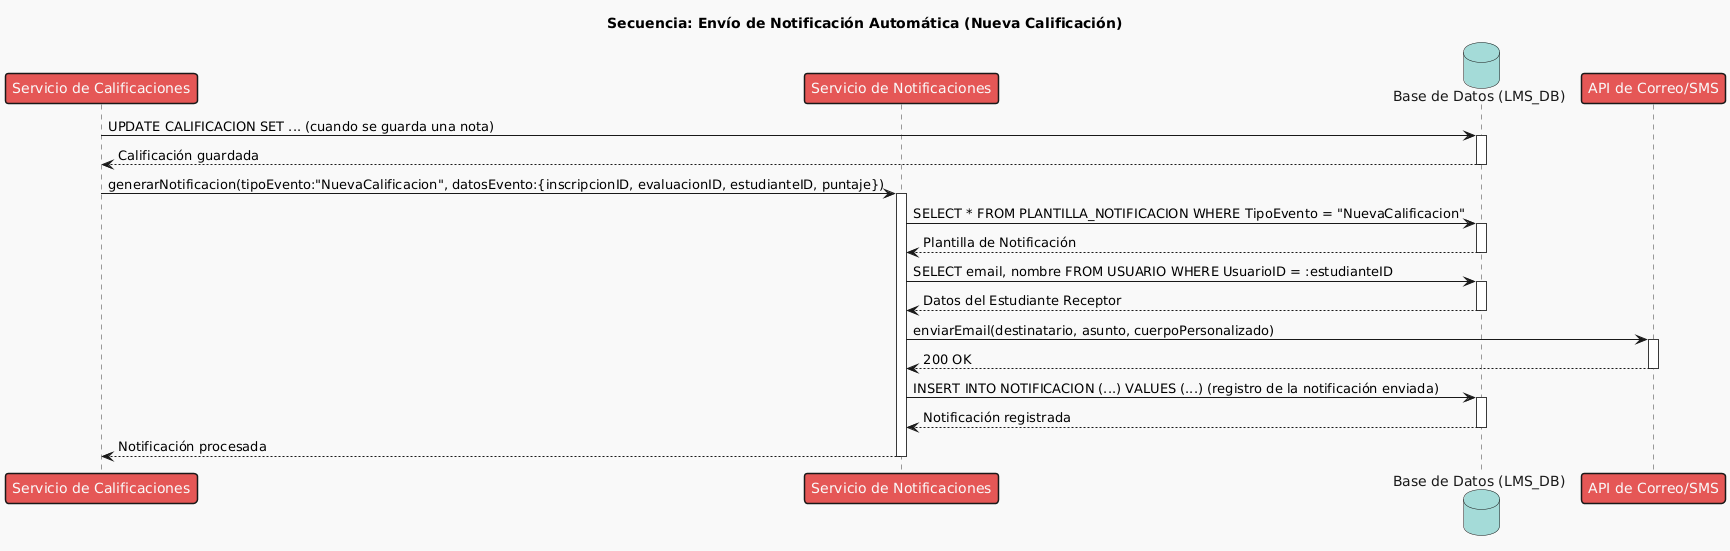 Secuencia: Envío de Notificación Automática (Nueva Calificación)
Servicio de Calificaciones
Servicio de Notificaciones
Base de Datos (LMS_DB)
API de Correo/SMS
UPDATE CALIFICACION SET ... (cuando se guarda una nota)
Calificación guardada
generarNotificacion(tipoEvento:"NuevaCalificacion", datosEvento:{inscripcionID, evaluacionID, estudianteID, puntaje})
SELECT * FROM PLANTILLA_NOTIFICACION WHERE TipoEvento = "NuevaCalificacion"
Plantilla de Notificación
SELECT email, nombre FROM USUARIO WHERE UsuarioID = :estudianteID
Datos del Estudiante Receptor
enviarEmail(destinatario, asunto, cuerpoPersonalizado)
200 OK
INSERT INTO NOTIFICACION (...) VALUES (...) (registro de la notificación enviada)
Notificación registrada
Notificación procesada
Servicio de Calificaciones
Servicio de Notificaciones
Base de Datos (LMS_DB)
API de Correo/SMS